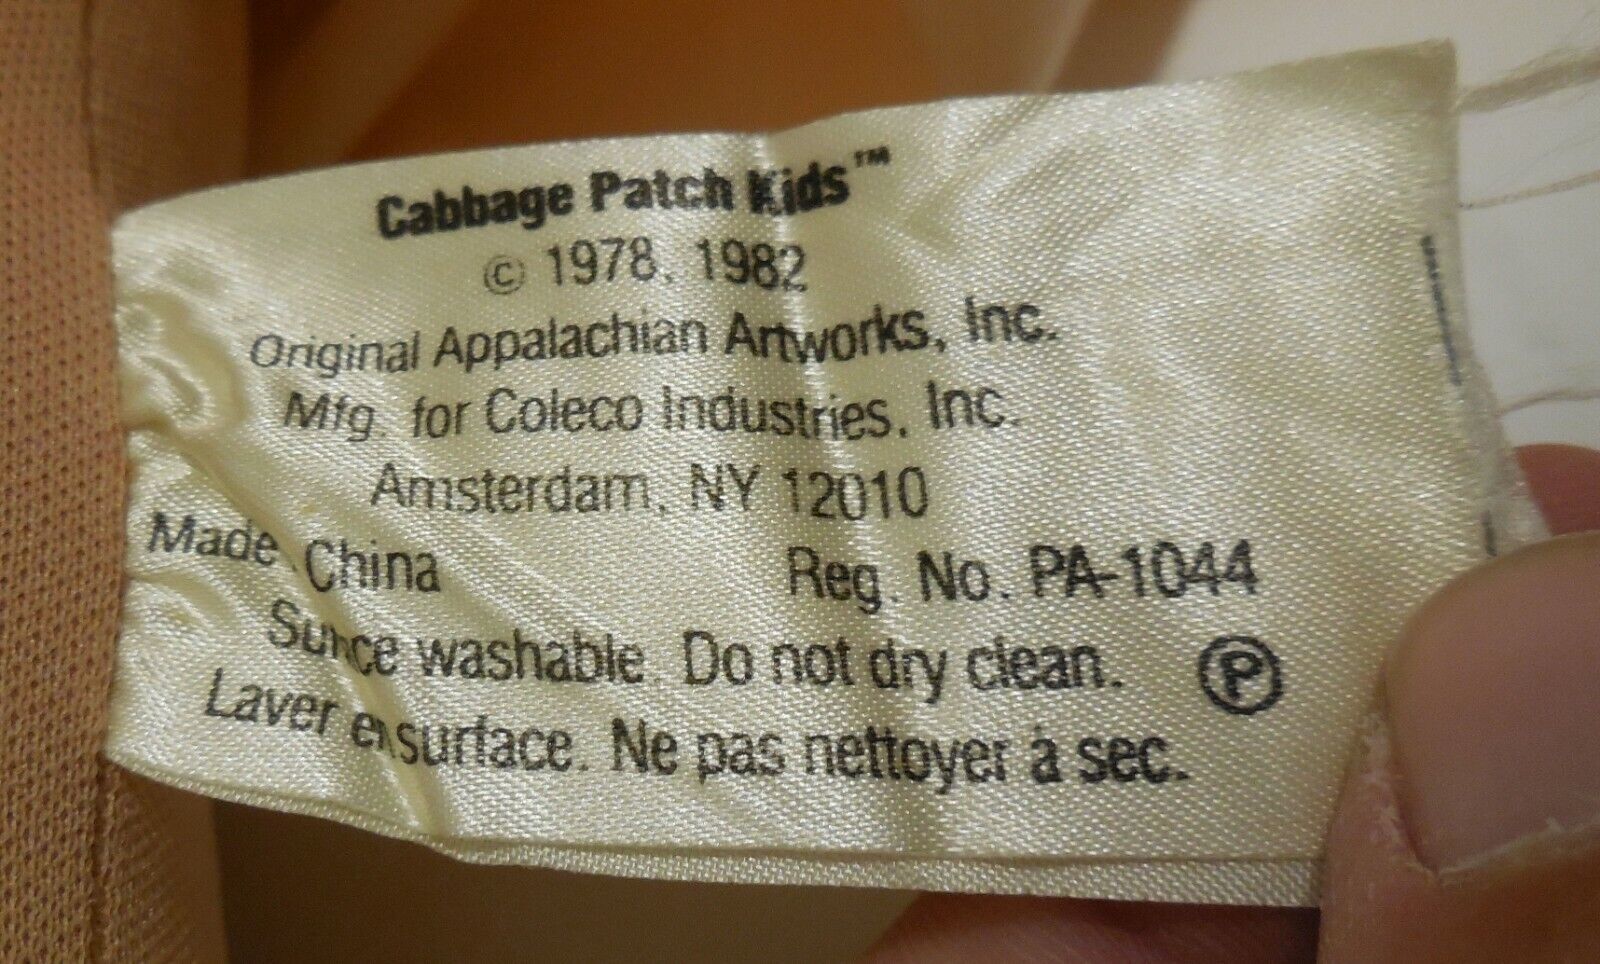 Cabbage Patch Kids™
© 1978, 1982
Original Appalachian Artworks, Inc.
Mfg. for Coleco Industries, Inc.
Amsterdam, NY 12010
Made China Reg. No. PA-1044
washable. Do not dry clean. Ⓟ
Laver en surface. Ne pas nettoyer à sec.